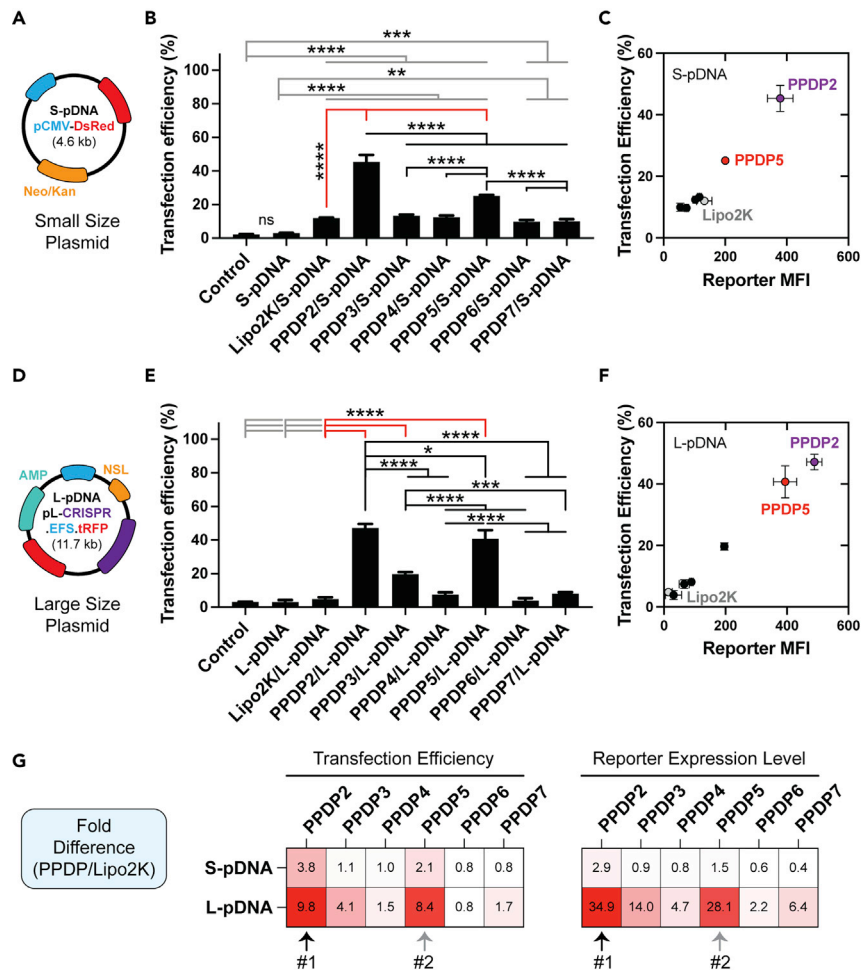 A
S-pDNA
pCMV-DsRed
(4.6 kb)
Neo/Kan
Small Size
Plasmid
B
Transfection efficiency (%)
100
80
60
40
20
0
***
****
**
****
****
****
****
****
ns
Control
S-pDNA
Lipo2K/S-pDNA
PPDP2/S-pDNA
PPDP3/S-pDNA
PPDP4/S-pDNA
PPDP5/S-pDNA
PPDP6/S-pDNA
PPDP7/S-pDNA
C
Transfection Efficiency (%)
60
40
20
0
S-pDNA
PPDP2
PPDP5
Lipo2K
0 200 400 600
Reporter MFI
D
AMP
NSL
L-pDNA
pL-CRISPR
.EFS.tRFP
(11.7 kb)
Large Size
Plasmid
E
Transfection efficiency (%)
100
80
60
40
20
0
****
****
*
****
***
****
****
Control
L-pDNA
Lipo2K/L-pDNA
PPDP2/L-pDNA
PPDP3/L-pDNA
PPDP4/L-pDNA
PPDP5/L-pDNA
PPDP6/L-pDNA
PPDP7/L-pDNA
F
Transfection Efficiency (%)
60
40
20
0
L-pDNA
PPDP2
PPDP5
Lipo2K
0 200 400 600
Reporter MFI
G
Fold
Difference
(PPDP/Lipo2K)
Transfection Efficiency
PPDP2 PPDP3 PPDP4 PPDP5 PPDP6 PPDP7
S-pDNA 3.8 1.1 1.0 2.1 0.8 0.8
L-pDNA 9.8 4.1 1.5 8.4 0.8 1.7
#1 #2
Reporter Expression Level
PPDP2 PPDP3 PPDP4 PPDP5 PPDP6 PPDP7
2.9 0.9 0.8 1.5 0.6 0.4
34.9 14.0 4.7 28.1 2.2 6.4
#1 #2